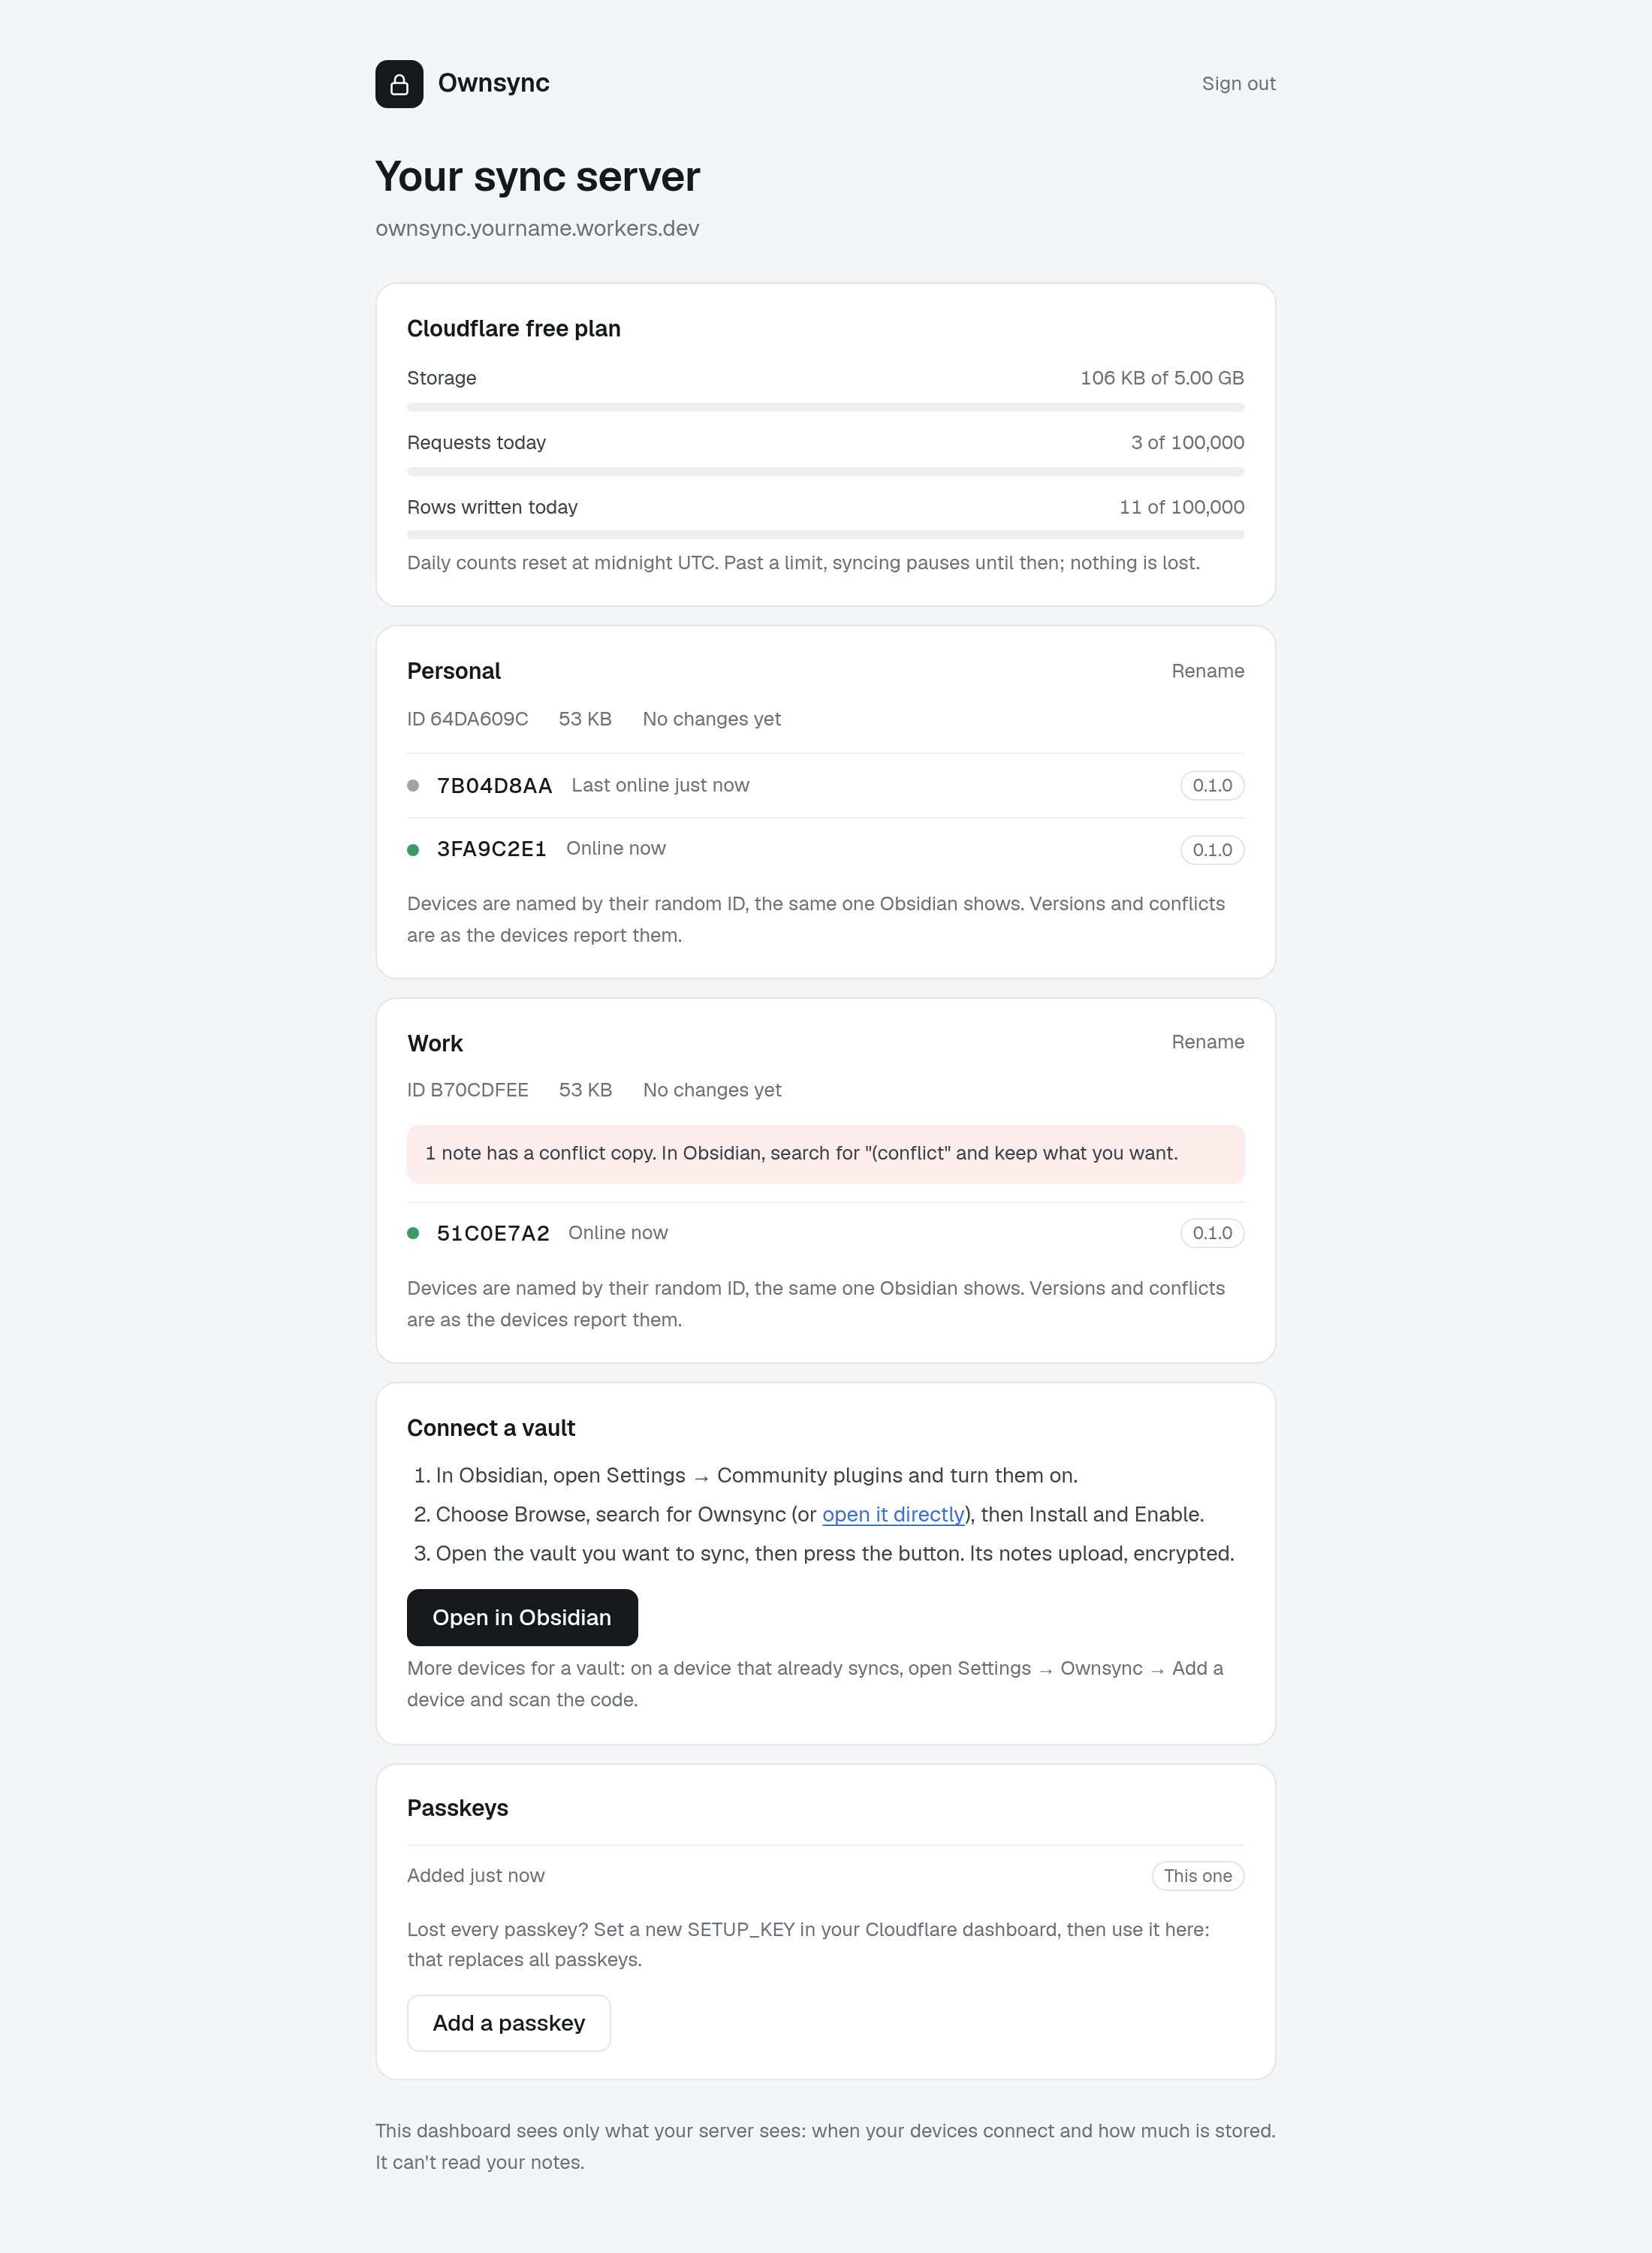 Ownsync
Sign out
Your sync server
ownsync.yourname.workers.dev
Cloudflare free plan
Storage
106 KB of 5.00 GB
Requests today
3 of 100,000
Rows written today
11 of 100,000
Daily counts reset at midnight UTC. Past a limit, syncing pauses until then; nothing is lost.
Personal
Rename
ID 64DA609C 53 KB No changes yet
7B04D8AA Last online just now
0.1.0
3FA9C2E1 Online now
0.1.0
Devices are named by their random ID, the same one Obsidian shows. Versions and conflicts
are as the devices report them.
Work
Rename
ID B70CDFEE 53 KB No changes yet
1 note has a conflict copy. In Obsidian, search for "(conflict" and keep what you want.
51C0E7A2 Online now
0.1.0
Devices are named by their random ID, the same one Obsidian shows. Versions and conflicts
are as the devices report them.
Connect a vault
1. In Obsidian, open Settings → Community plugins and turn them on.
2. Choose Browse, search for Ownsync (or open it directly), then Install and Enable.
3. Open the vault you want to sync, then press the button. Its notes upload, encrypted.
Open in Obsidian
More devices for a vault: on a device that already syncs, open Settings → Ownsync → Add a
device and scan the code.
Passkeys
Added just now
This one
Lost every passkey? Set a new SETUP_KEY in your Cloudflare dashboard, then use it here:
that replaces all passkeys.
Add a passkey
This dashboard sees only what your server sees: when your devices connect and how much is stored.
It can't read your notes.